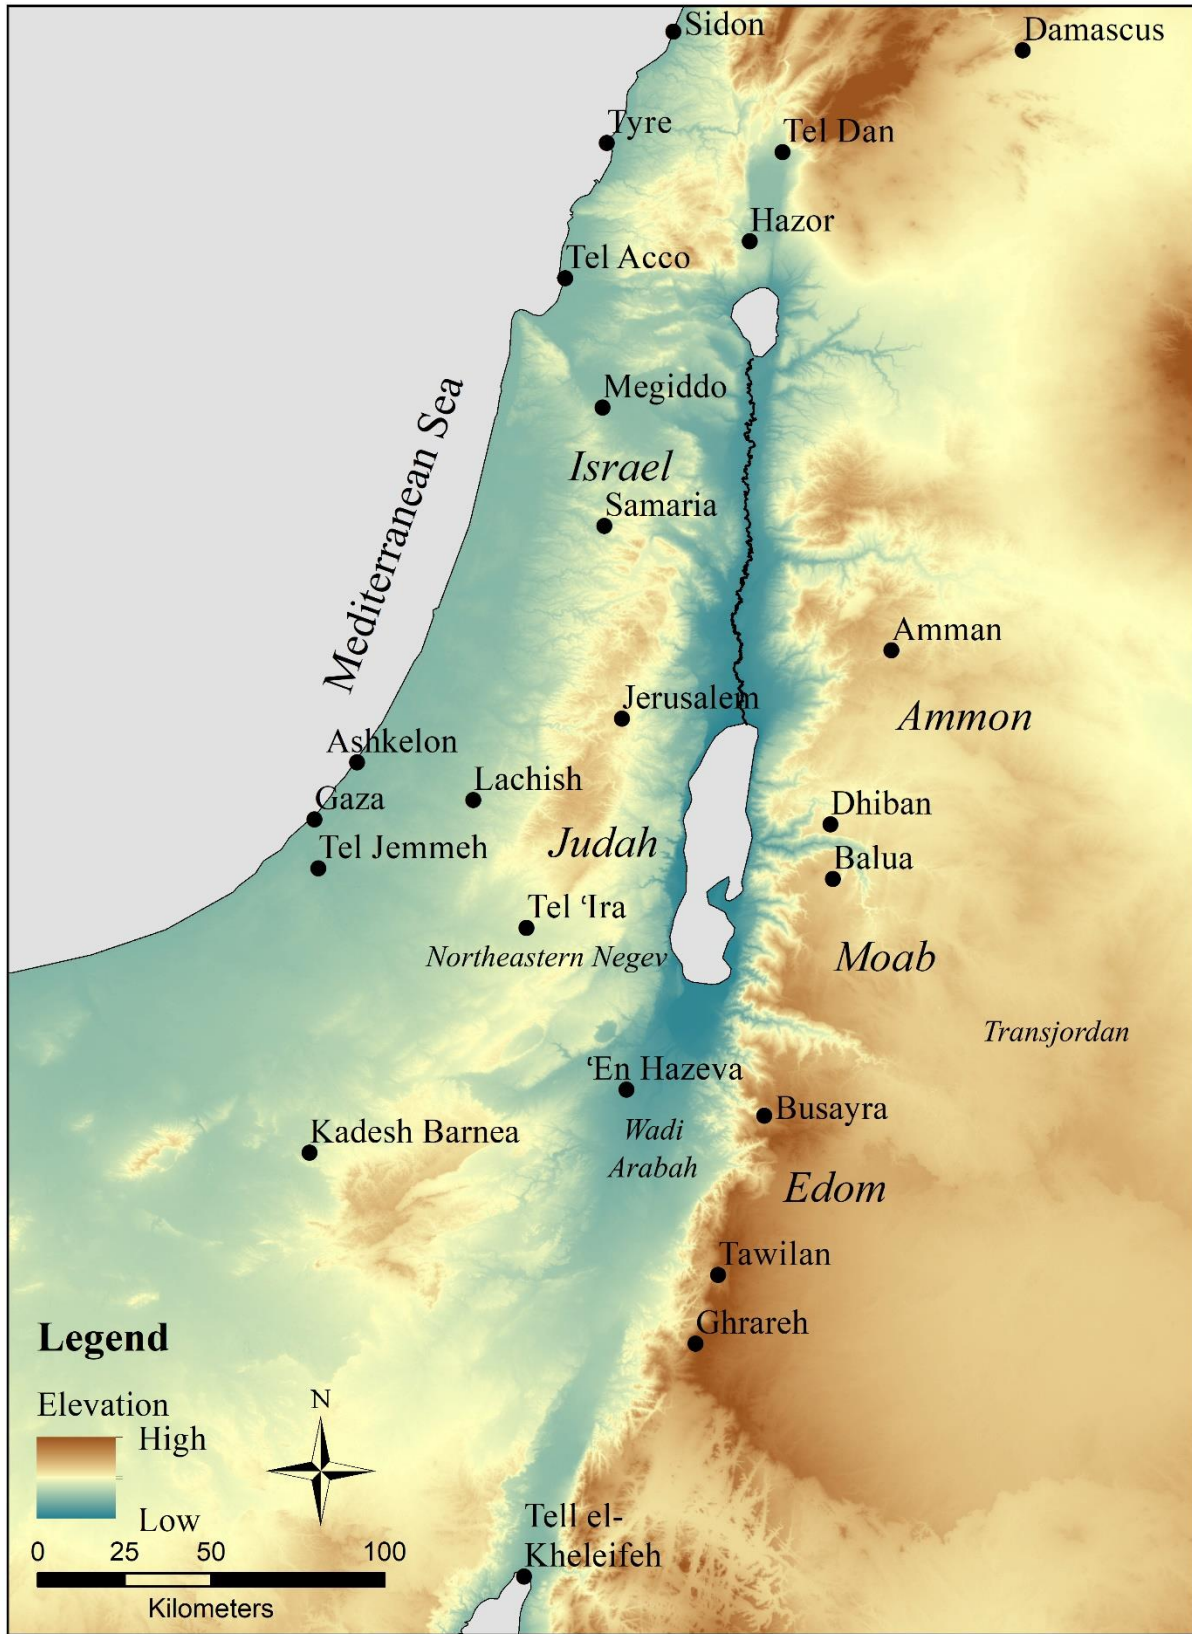 Sidon
Damascus
Tyre
Tel Dan
Hazor
Tel Acco
Megiddo
Mediterranean Sea
Israel
Samaria
Amman
Jerusalem
Ammon
Ashkelon
Lachish
Gaza
Dhiban
Judah
Tel Jemmeh
Balua
Tel ‘Ira
Northeastern Negev
Moab
Transjordan
‘En Hazeva
Busayra
Wadi
Arabah
Kadesh Barnea
Edom
Tawilan
Ghrareh
Legend
Elevation
High
Low
N
Tell el-
Kheleifeh
0 25 50 100
Kilometers